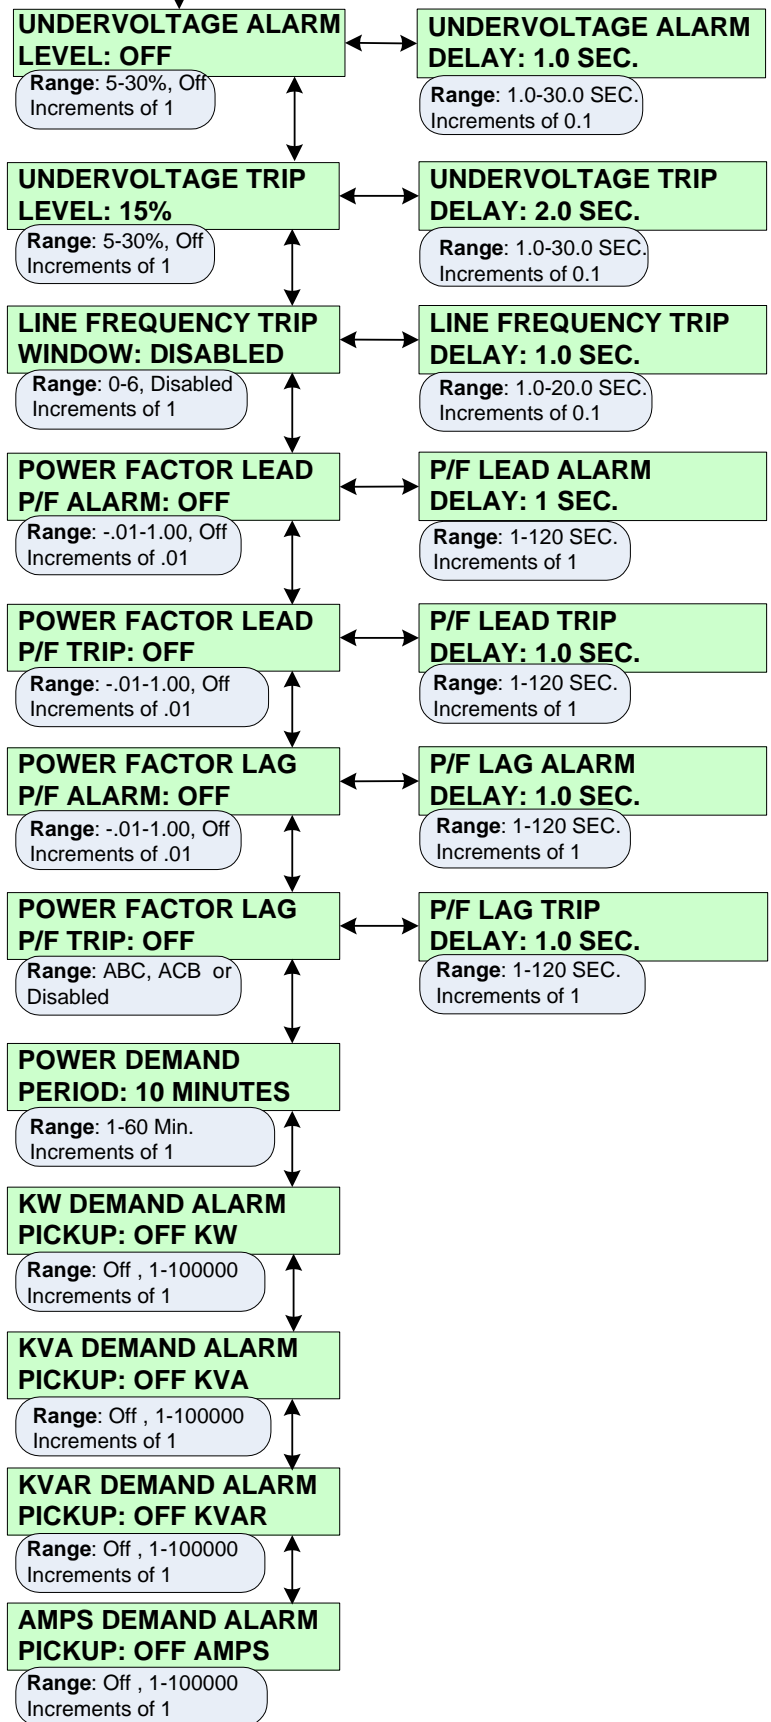 UNDERVOLTAGE ALARM
LEVEL: OFF
Range: 5-30%, Off
Increments of 1
UNDERVOLTAGE ALARM
DELAY: 1.0 SEC.
Range: 1.0-30.0 SEC.
Increments of 0.1
UNDERVOLTAGE TRIP
LEVEL: 15%
Range: 5-30%, Off
Increments of 1
UNDERVOLTAGE TRIP
DELAY: 2.0 SEC.
Range: 1.0-30.0 SEC.
Increments of 0.1
LINE FREQUENCY TRIP
WINDOW: DISABLED
Range: 0-6, Disabled
Increments of 1
LINE FREQUENCY TRIP
DELAY: 1.0 SEC.
Range: 1.0-20.0 SEC.
Increments of 0.1
POWER FACTOR LEAD
P/F ALARM: OFF
Range: -.01-1.00, Off
Increments of .01
P/F LEAD ALARM
DELAY: 1 SEC.
Range: 1-120 SEC.
Increments of 1
POWER FACTOR LEAD
P/F TRIP: OFF
Range: -.01-1.00, Off
Increments of .01
P/F LEAD TRIP
DELAY: 1.0 SEC.
Range: 1-120 SEC.
Increments of 1
POWER FACTOR LAG
P/F ALARM: OFF
Range: -.01-1.00, Off
Increments of .01
P/F LAG ALARM
DELAY: 1.0 SEC.
Range: 1-120 SEC.
Increments of 1
POWER FACTOR LAG
P/F TRIP: OFF
Range: ABC, ACB or
Disabled
P/F LAG TRIP
DELAY: 1.0 SEC.
Range: 1-120 SEC.
Increments of 1
POWER DEMAND
PERIOD: 10 MINUTES
Range: 1-60 Min.
Increments of 1
KW DEMAND ALARM
PICKUP: OFF KW
Range: Off , 1-100000
Increments of 1
KVA DEMAND ALARM
PICKUP: OFF KVA
Range: Off , 1-100000
Increments of 1
KVAR DEMAND ALARM
PICKUP: OFF KVAR
Range: Off , 1-100000
Increments of 1
AMPS DEMAND ALARM
PICKUP: OFF AMPS
Range: Off , 1-100000
Increments of 1